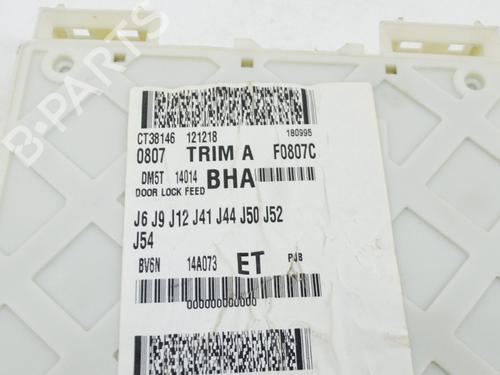 B-PARTS
CT38146 121218 180995
0807 TRIM A F0807C
DM5T 14014 BHA
DOOR LOCK FEED
J6 J9 J12 J41 J44 J50 J52
J54
BV6N 14A073 ET PJB
000000000000